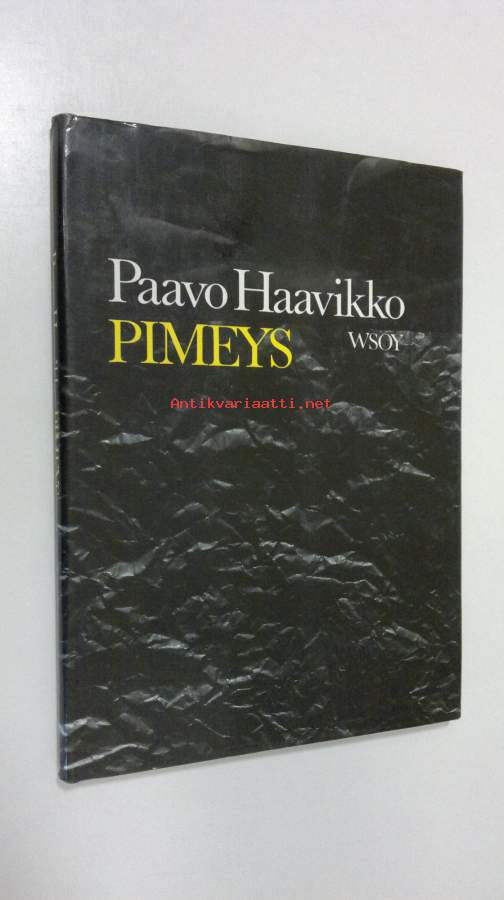 Paavo Haavikko
PIMEYS
WSOY
Antikvariaatti.net